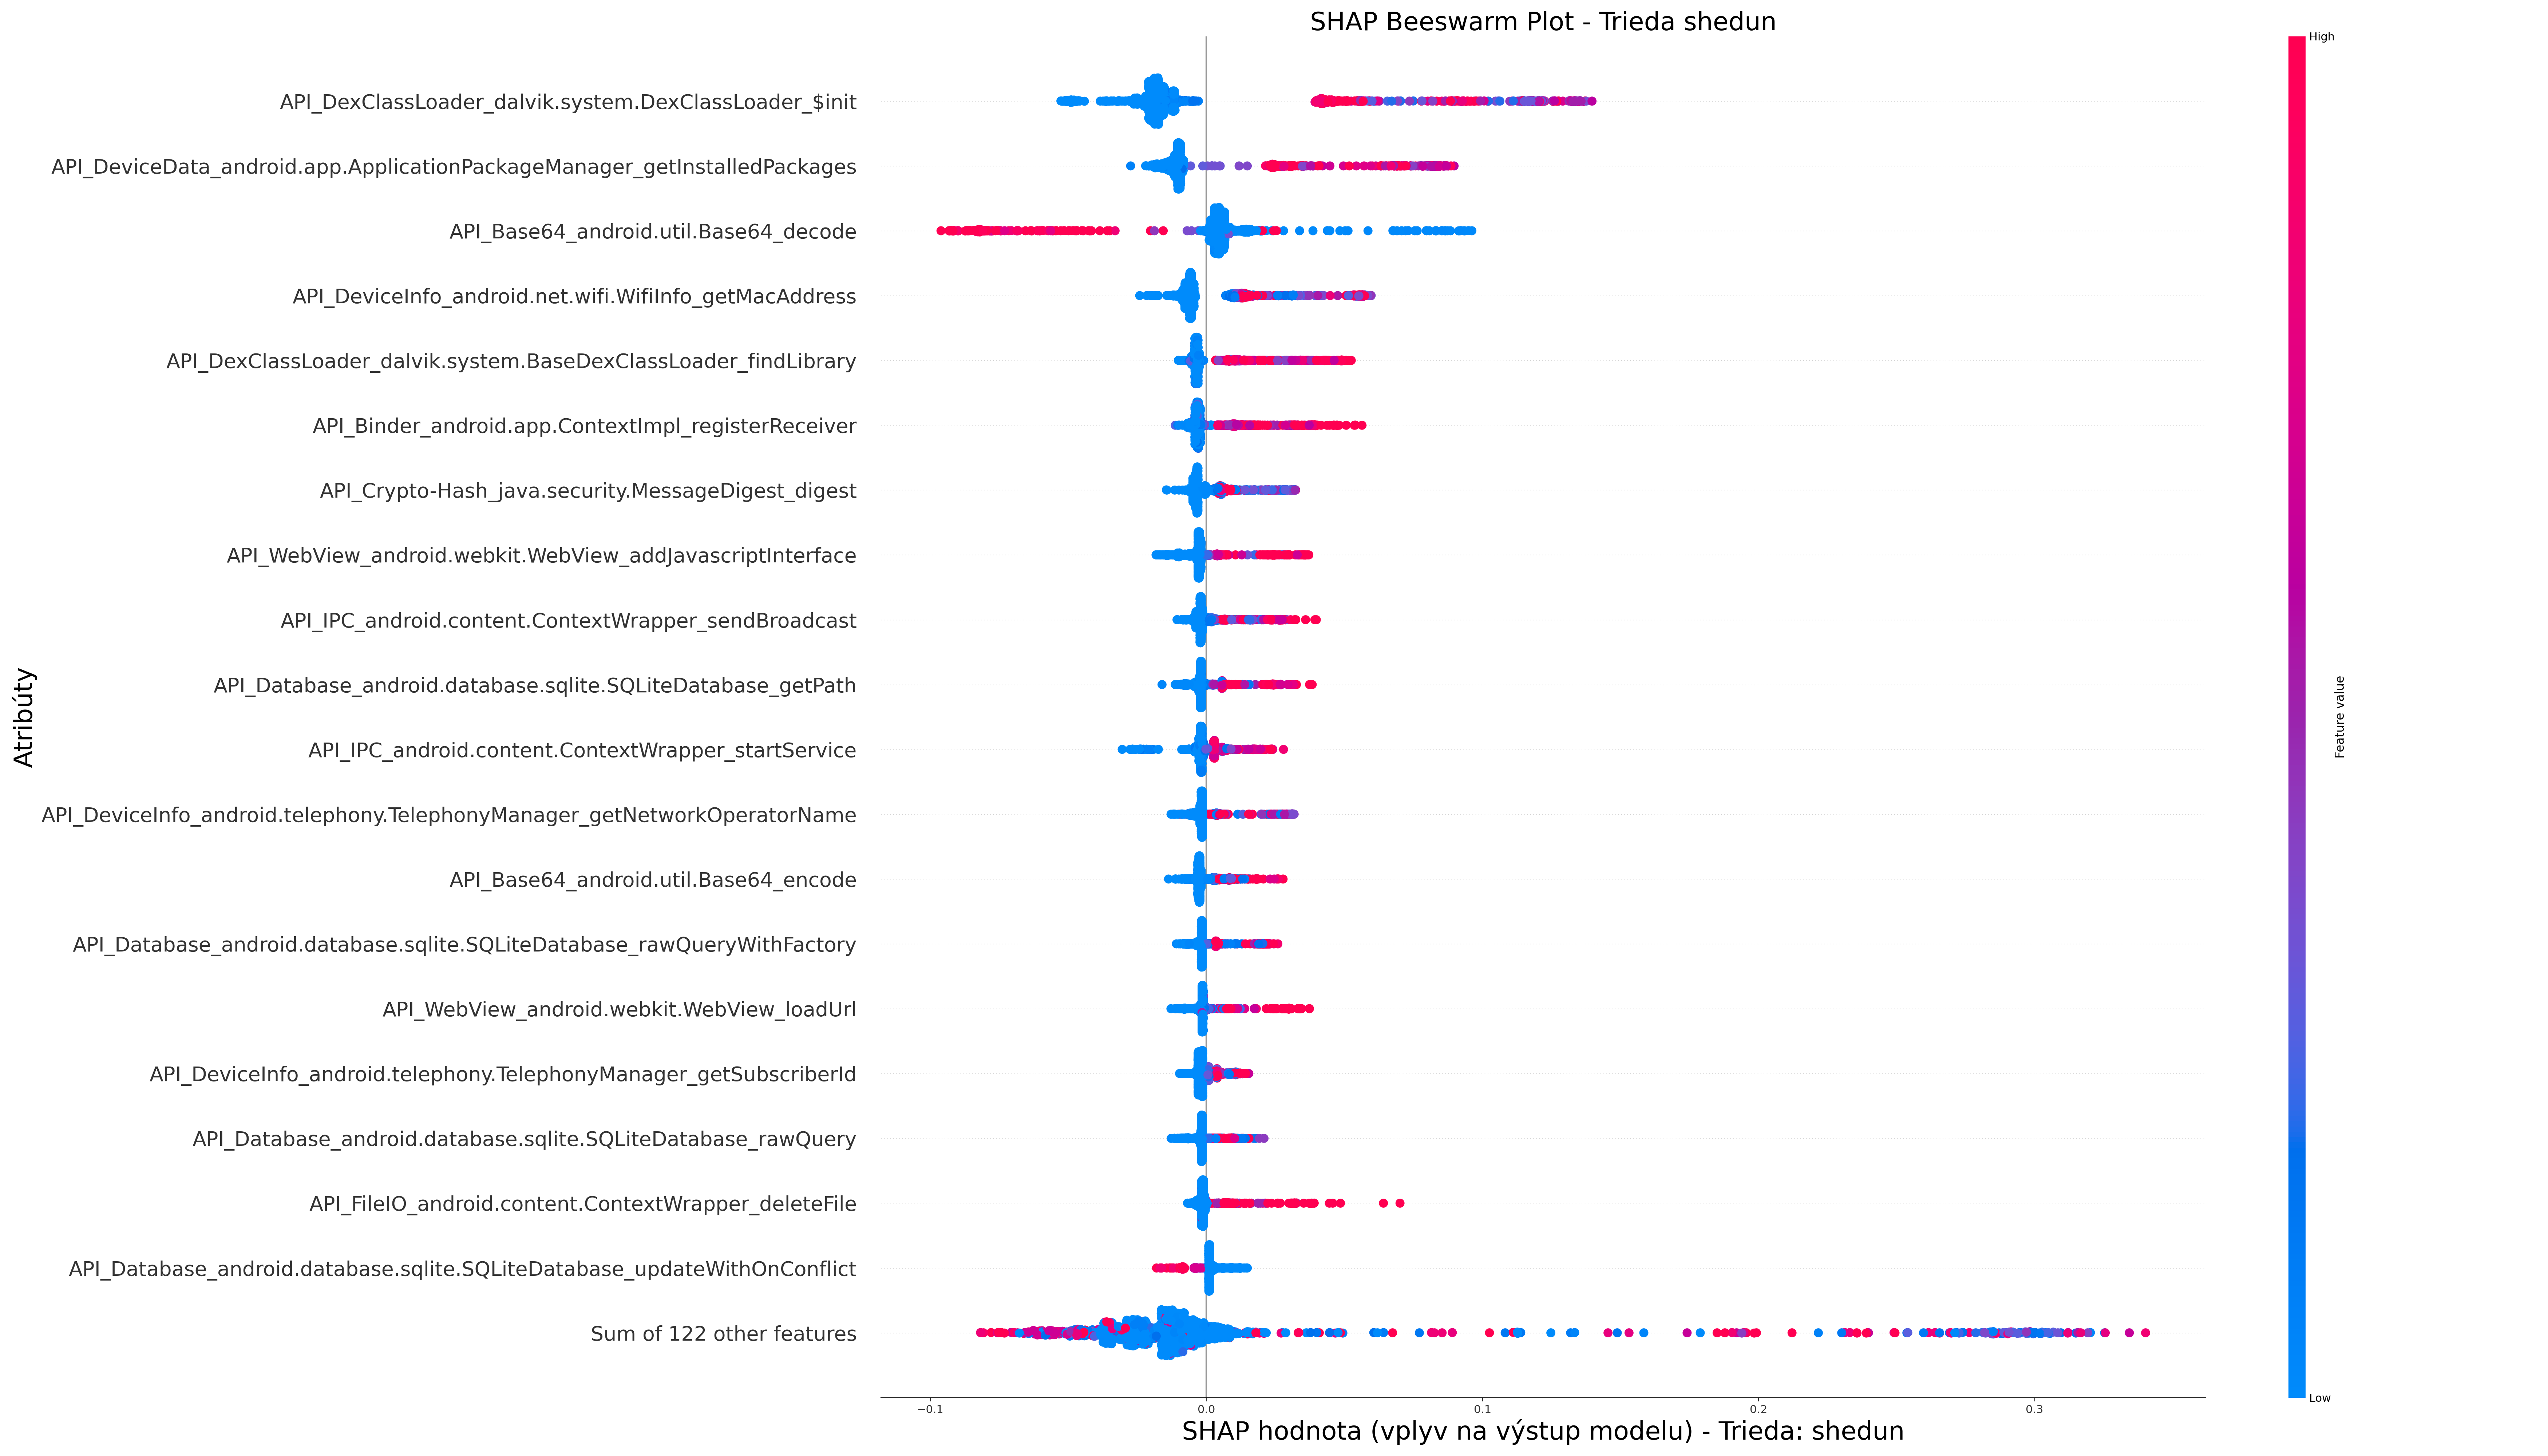 SHAP Beeswarm Plot - Trieda shedun
High
API_DexClassLoader_dalvik.system.DexClassLoader_$init
API_DeviceData_android.app.ApplicationPackageManager_getInstalledPackages
API_Base64_android.util.Base64_decode
API_DeviceInfo_android.net.wifi.WifiInfo_getMacAddress
API_DexClassLoader_dalvik.system.BaseDexClassLoader_findLibrary
API_Binder_android.app.ContextImpl_registerReceiver
API_Crypto-Hash_java.security.MessageDigest_digest
API_WebView_android.webkit.WebView_addJavascriptInterface
API_IPC_android.content.ContextWrapper_sendBroadcast
API_Database_android.database.sqlite.SQLiteDatabase_getPath
API_IPC_android.content.ContextWrapper_startService
API_DeviceInfo_android.telephony.TelephonyManager_getNetworkOperatorName
API_Base64_android.util.Base64_encode
API_Database_android.database.sqlite.SQLiteDatabase_rawQueryWithFactory
API_WebView_android.webkit.WebView_loadUrl
API_DeviceInfo_android.telephony.TelephonyManager_getSubscriberId
API_Database_android.database.sqlite.SQLiteDatabase_rawQuery
API_FileIO_android.content.ContextWrapper_deleteFile
API_Database_android.database.sqlite.SQLiteDatabase_updateWithOnConflict
Sum of 122 other features
Atribúty
Feature value
Low
−0.1 0.0 0.1 0.2 0.3
SHAP hodnota (vplyv na výstup modelu) - Trieda: shedun